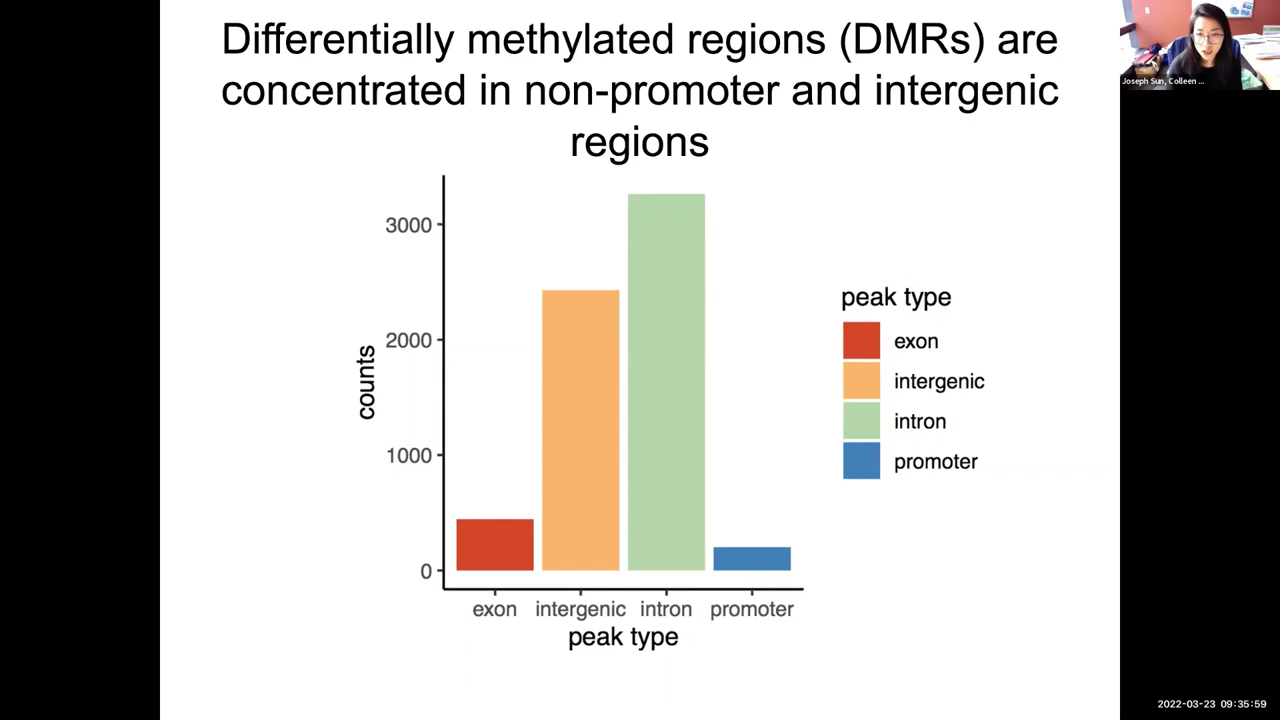 Differentially methylated regions (DMRs) are
concentrated in non-promoter and intergenic
regions
Joseph Sun, Colleen ...
3000
2000
1000
0
counts
exon
intergenic
intron
promoter
peak type
peak type
exon
intergenic
intron
promoter
2022-03-23 09:35:59